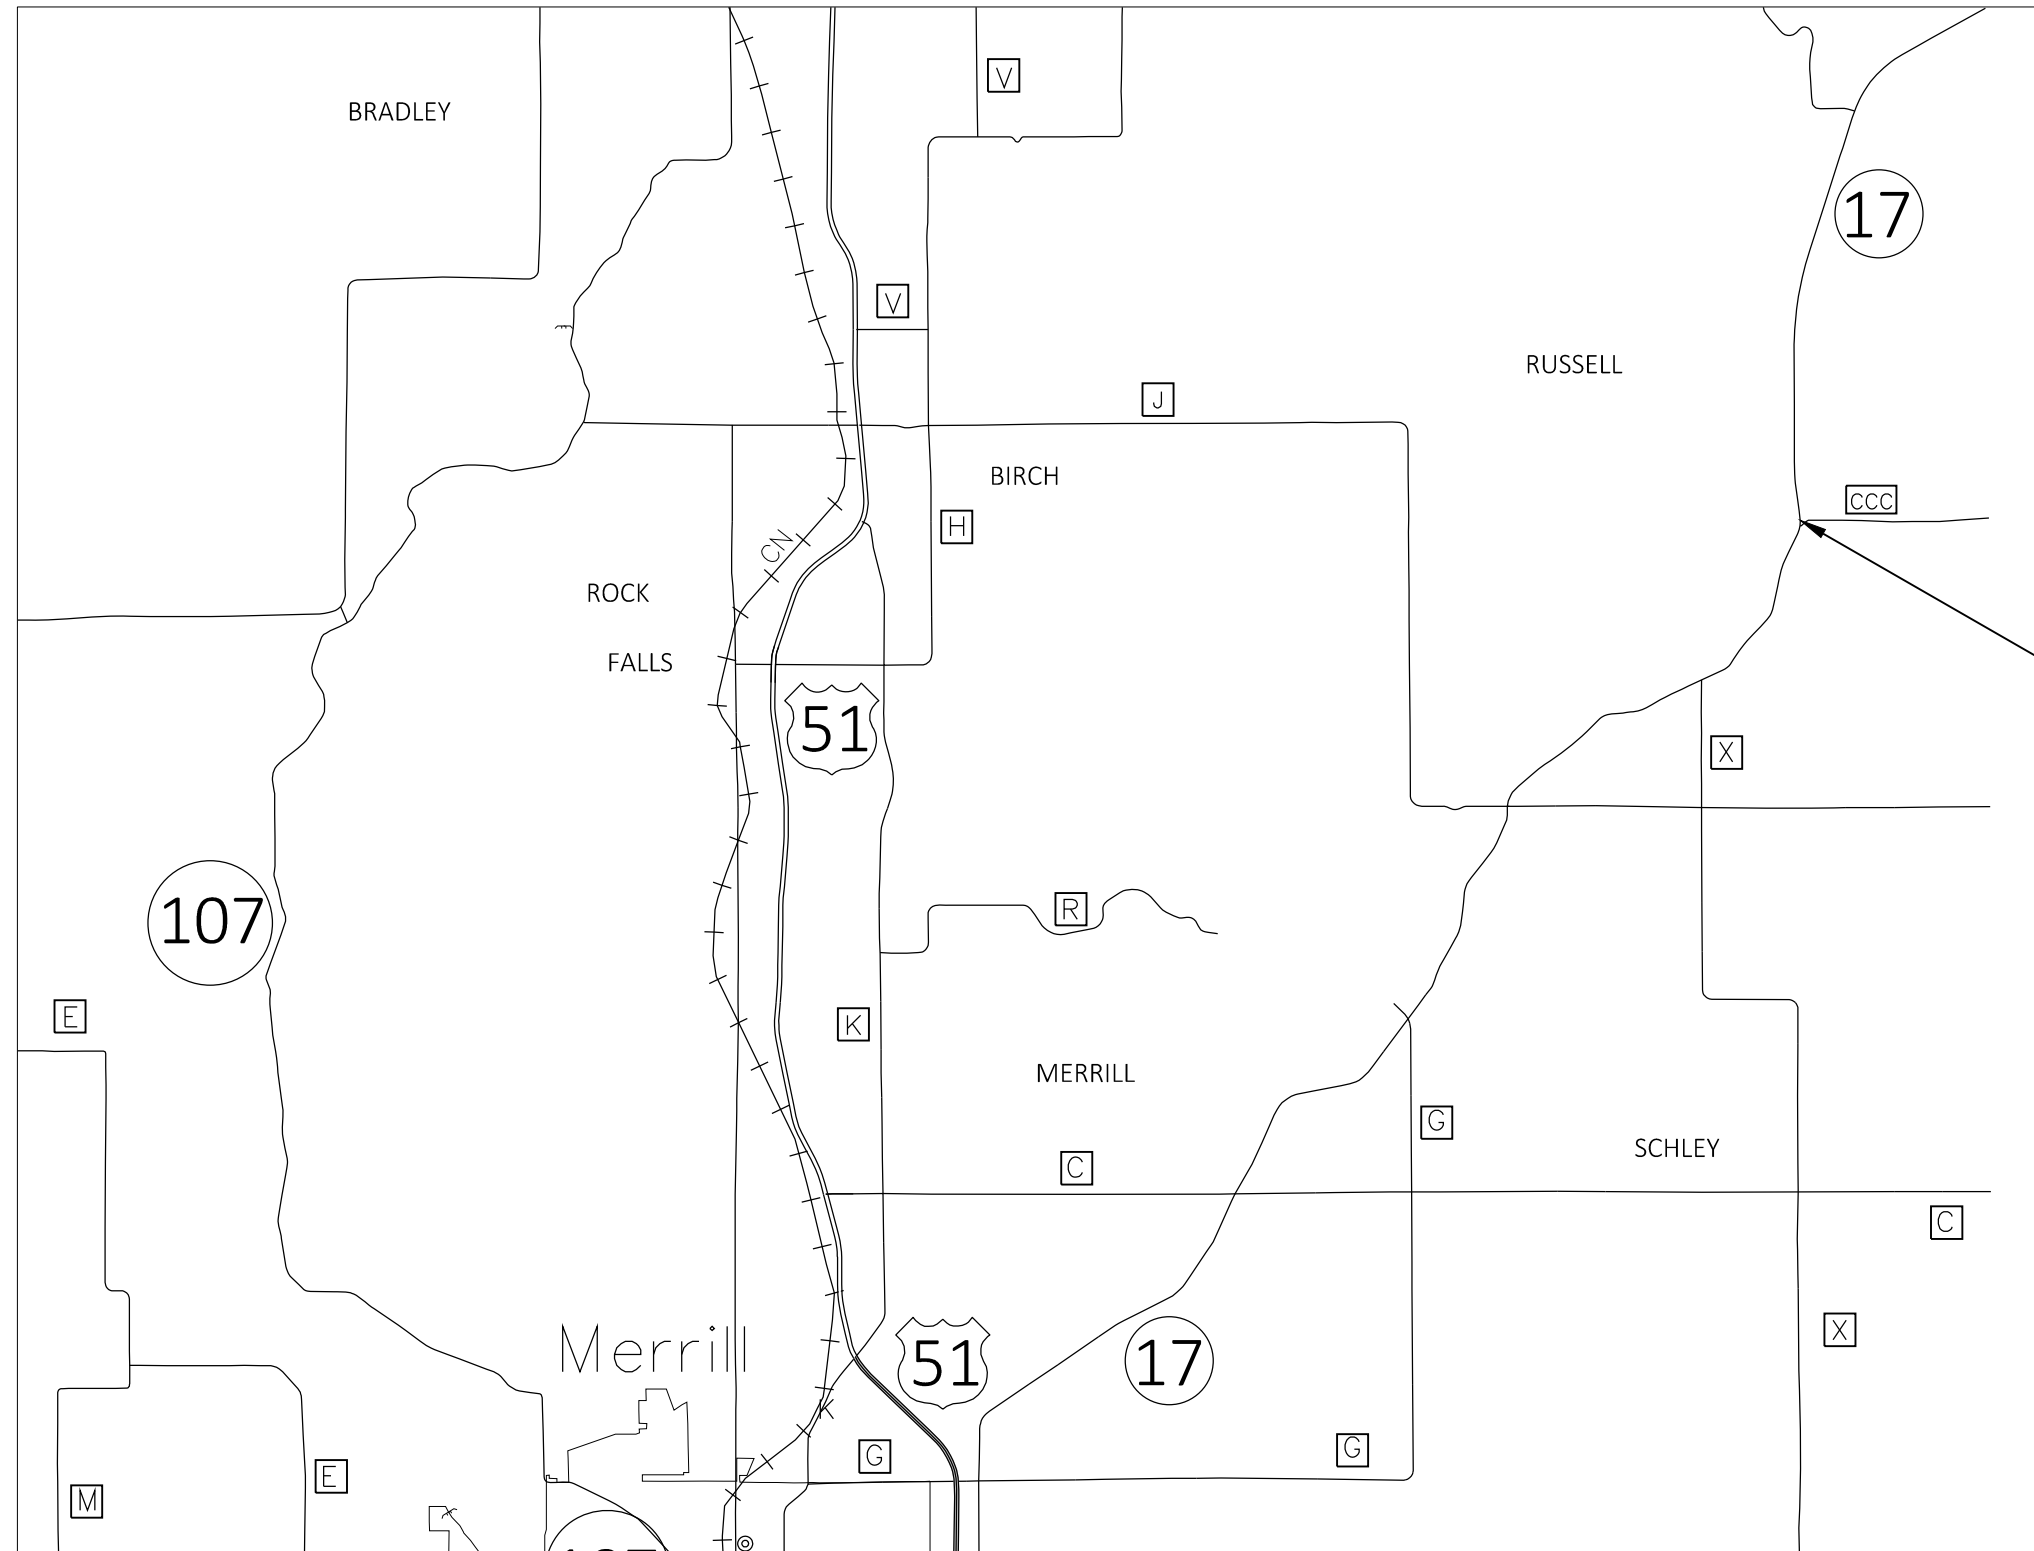 V
BRADLEY
17
V
RUSSELL
J
BIRCH
CCC
H
CN
ROCK
FALLS
51
X
107
R
E
K
MERRILL
G
SCHLEY
C
C
Merrill
51
17
X
K
G
G
E
M